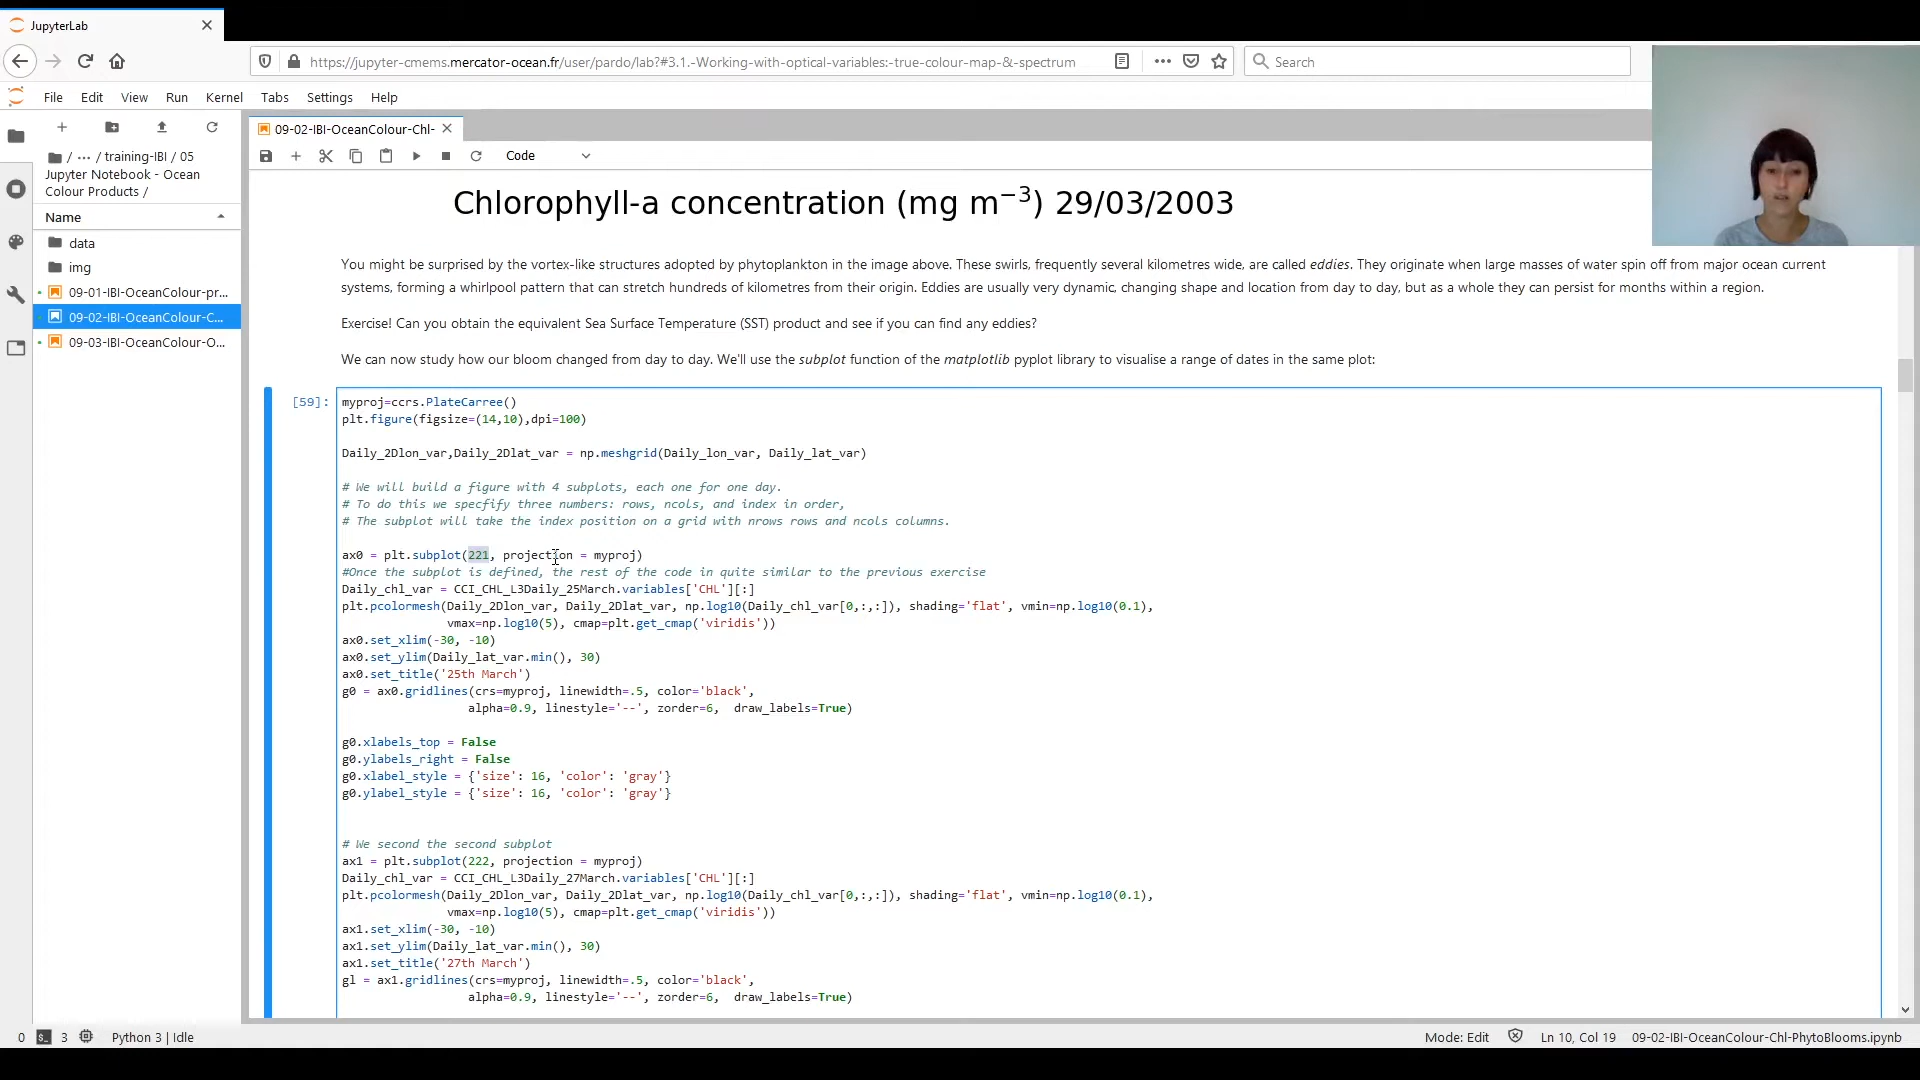 JupyterLab
https://jupyter-cmems.mercator-ocean.fr/user/pardo/lab?#3.1.-Working-with-optical-variables:-true-colour-map-&-spectrum
Search
File Edit View Run Kernel Tabs Settings Help
/ ··· / training-IBI / 05
Jupyter Notebook - Ocean
Colour Products /
Name
data
img
09-01-IBI-OceanColour-pr...
09-02-IBI-OceanColour-C...
09-03-IBI-OceanColour-O...
09-02-IBI-OceanColour-Chl-
Code
Chlorophyll-a concentration (mg m⁻³) 29/03/2003
You might be surprised by the vortex-like structures adopted by phytoplankton in the image above. These swirls, frequently several kilometres wide, are called eddies. They originate when large masses of water spin off from major ocean current
systems, forming a whirlpool pattern that can stretch hundreds of kilometres from their origin. Eddies are usually very dynamic, changing shape and location from day to day, but as a whole they can persist for months within a region.
Exercise! Can you obtain the equivalent Sea Surface Temperature (SST) product and see if you can find any eddies?
We can now study how our bloom changed from day to day. We'll use the subplot function of the matplotlib pyplot library to visualise a range of dates in the same plot:
[59]:
myproj=ccrs.PlateCarree()
plt.figure(figsize=(14,10),dpi=100)
Daily_2Dlon_var,Daily_2Dlat_var = np.meshgrid(Daily_lon_var, Daily_lat_var)
# We will build a figure with 4 subplots, each one for one day.
# To do this we specfify three numbers: rows, ncols, and index in order,
# The subplot will take the index position on a grid with nrows rows and ncols columns.
ax0 = plt.subplot(221, projection = myproj)
#Once the subplot is defined, the rest of the code in quite similar to the previous exercise
Daily_chl_var = CCI_CHL_L3Daily_25March.variables['CHL'][:]
plt.pcolormesh(Daily_2Dlon_var, Daily_2Dlat_var, np.log10(Daily_chl_var[0,:,:]), shading='flat', vmin=np.log10(0.1),
vmax=np.log10(5), cmap=plt.get_cmap('viridis'))
ax0.set_xlim(-30, -10)
ax0.set_ylim(Daily_lat_var.min(), 30)
ax0.set_title('25th March')
g0 = ax0.gridlines(crs=myproj, linewidth=.5, color='black',
alpha=0.9, linestyle='--', zorder=6,  draw_labels=True)
g0.xlabels_top = False
g0.ylabels_right = False
g0.xlabel_style = {'size': 16, 'color': 'gray'}
g0.ylabel_style = {'size': 16, 'color': 'gray'}
# We second the second subplot
ax1 = plt.subplot(222, projection = myproj)
Daily_chl_var = CCI_CHL_L3Daily_27March.variables['CHL'][:]
plt.pcolormesh(Daily_2Dlon_var, Daily_2Dlat_var, np.log10(Daily_chl_var[0,:,:]), shading='flat', vmin=np.log10(0.1),
vmax=np.log10(5), cmap=plt.get_cmap('viridis'))
ax1.set_xlim(-30, -10)
ax1.set_ylim(Daily_lat_var.min(), 30)
ax1.set_title('27th March')
gl = ax1.gridlines(crs=myproj, linewidth=.5, color='black',
alpha=0.9, linestyle='--', zorder=6,  draw_labels=True)
0 3 Python 3 | Idle
Mode: Edit Ln 10, Col 19 09-02-IBI-OceanColour-Chl-PhytoBlooms.ipynb